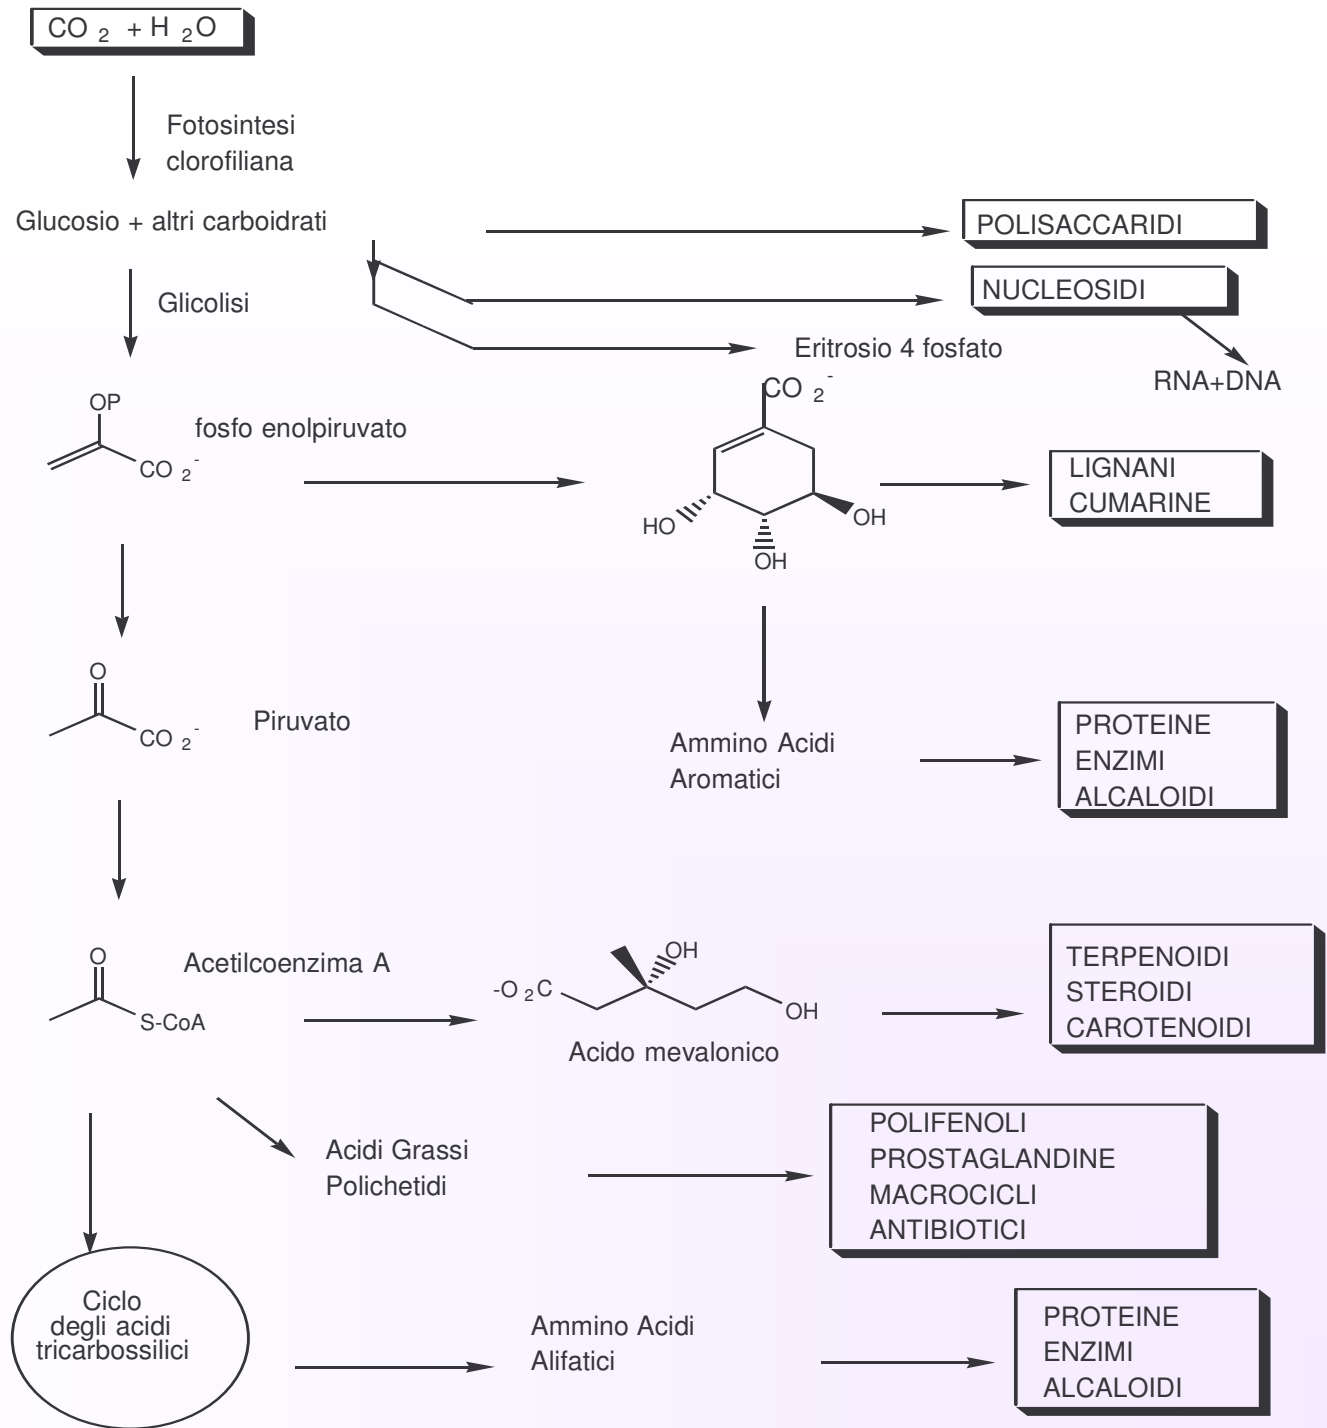 CO 2 + H 2O
Fotosintesi
clorofiliana
Glucosio + altri carboidrati
POLISACCARIDI
Glicolisi
NUCLEOSIDI
Eritrosio 4 fosfato
RNA+DNA
OP
fosfo enolpiruvato
CO 2 -
CO 2 -
HO
OH
OH
LIGNANI
CUMARINE
O
CO 2 -
Piruvato
Ammino Acidi
Aromatici
PROTEINE
ENZIMI
ALCALOIDI
O
S-CoA
Acetilcoenzima A
-O 2C
OH
OH
Acido mevalonico
TERPENOIDI
STEROIDI
CAROTENOIDI
Acidi Grassi
Polichetidi
POLIFENOLI
PROSTAGLANDINE
MACROCICLI
ANTIBIOTICI
Ciclo
degli acidi
tricarbossilici
Ammino Acidi
Alifatici
PROTEINE
ENZIMI
ALCALOIDI